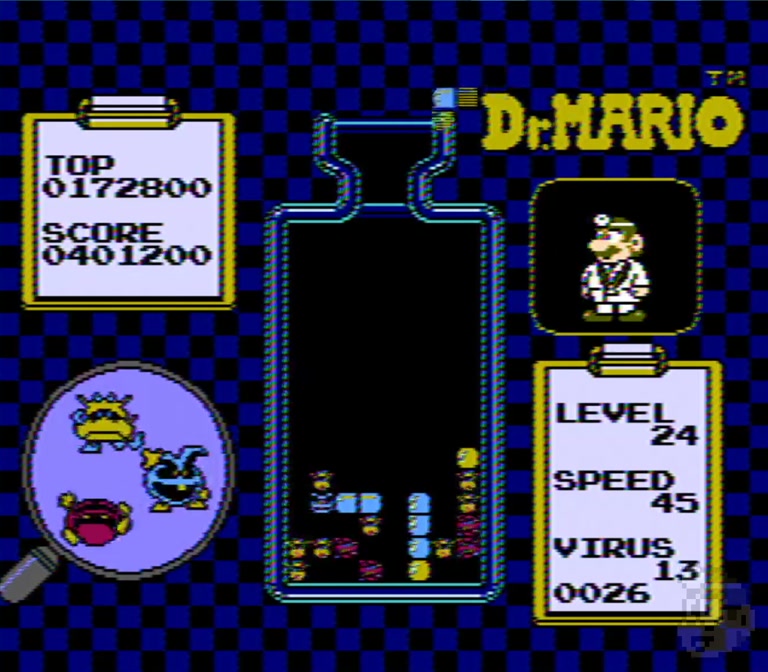 TM
Dr. MARIO
TOP
0172800
SCORE
0401200
LEVEL
24
SPEED
45
VIRUS
13
0026